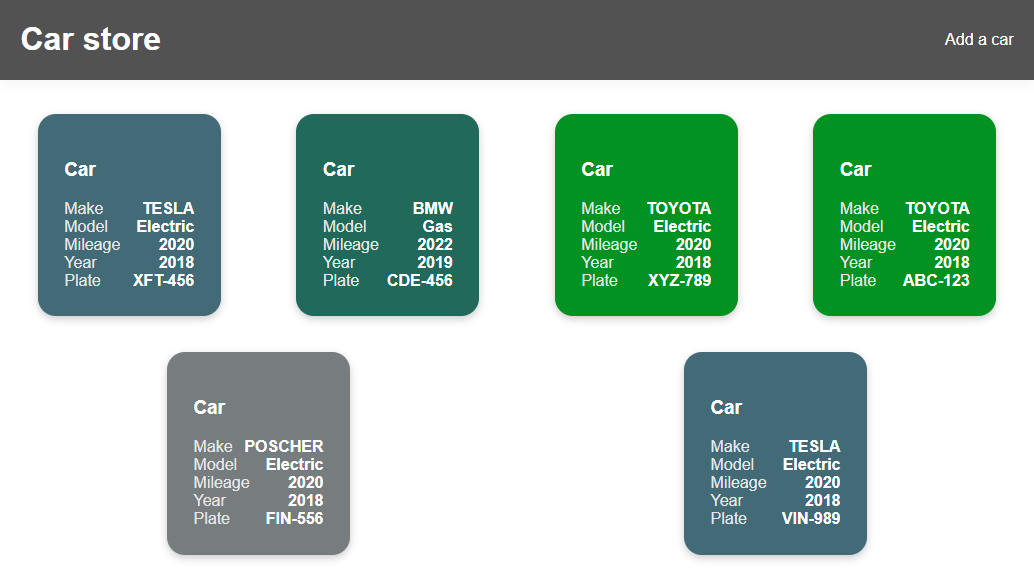 Car store
Add a car
Car
Make TESLA
Model Electric
Mileage 2020
Year 2018
Plate XFT-456
Car
Make BMW
Model Gas
Mileage 2022
Year 2019
Plate CDE-456
Car
Make TOYOTA
Model Electric
Mileage 2020
Year 2018
Plate XYZ-789
Car
Make TOYOTA
Model Electric
Mileage 2020
Year 2018
Plate ABC-123
Car
Make POSCHER
Model Electric
Mileage 2020
Year 2018
Plate FIN-556
Car
Make TESLA
Model Electric
Mileage 2020
Year 2018
Plate VIN-989